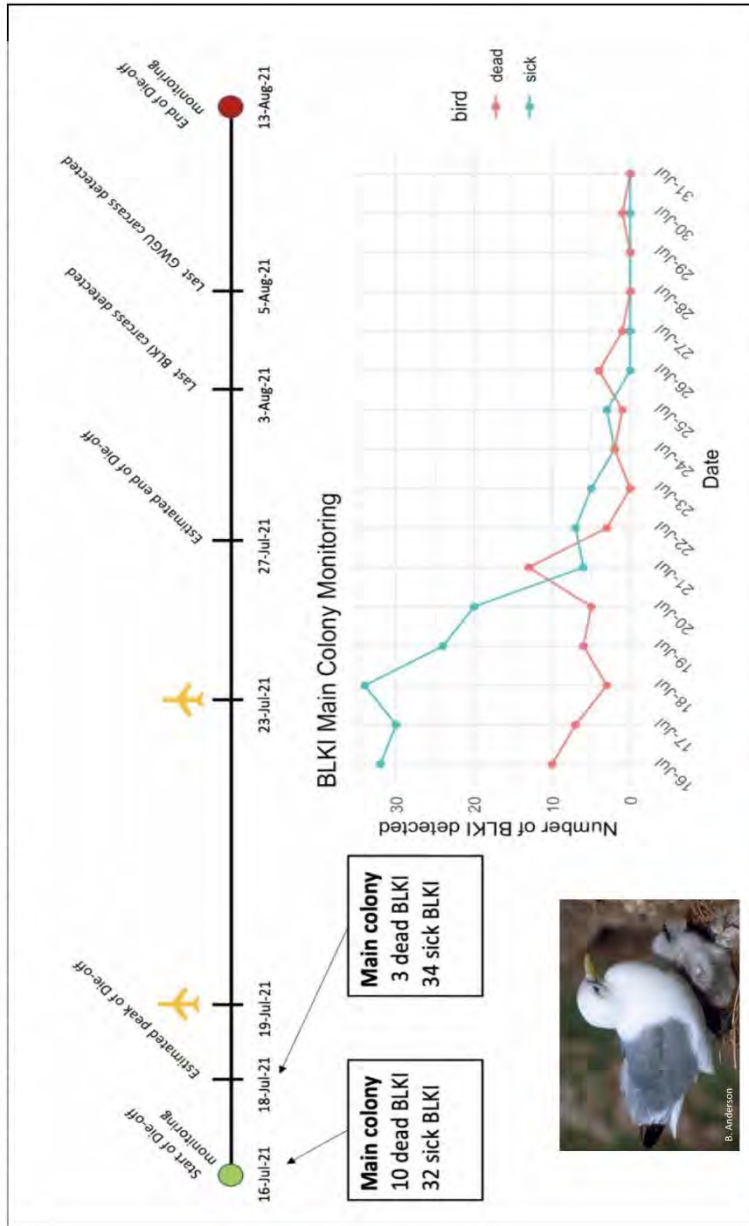 Start of Die-off
monitoring
Estimated peak of Die-off
Estimated end of Die-off
Last BLKI carcass detected
Last GWGU carcass detected
End of Die-off
monitoring
16-Jul-21
18-Jul-21
19-Jul-21
23-Jul-21
27-Jul-21
3-Aug-21
5-Aug-21
13-Aug-21
Main colony
10 dead BLKI
32 sick BLKI
Main colony
3 dead BLKI
34 sick BLKI
BLKI Main Colony Monitoring
Number of BLKI detected
30
20
10
0
16-Jul
17-Jul
18-Jul
19-Jul
20-Jul
21-Jul
22-Jul
23-Jul
24-Jul
25-Jul
26-Jul
27-Jul
28-Jul
29-Jul
30-Jul
31-Jul
Date
bird
dead
sick
B. Anderson